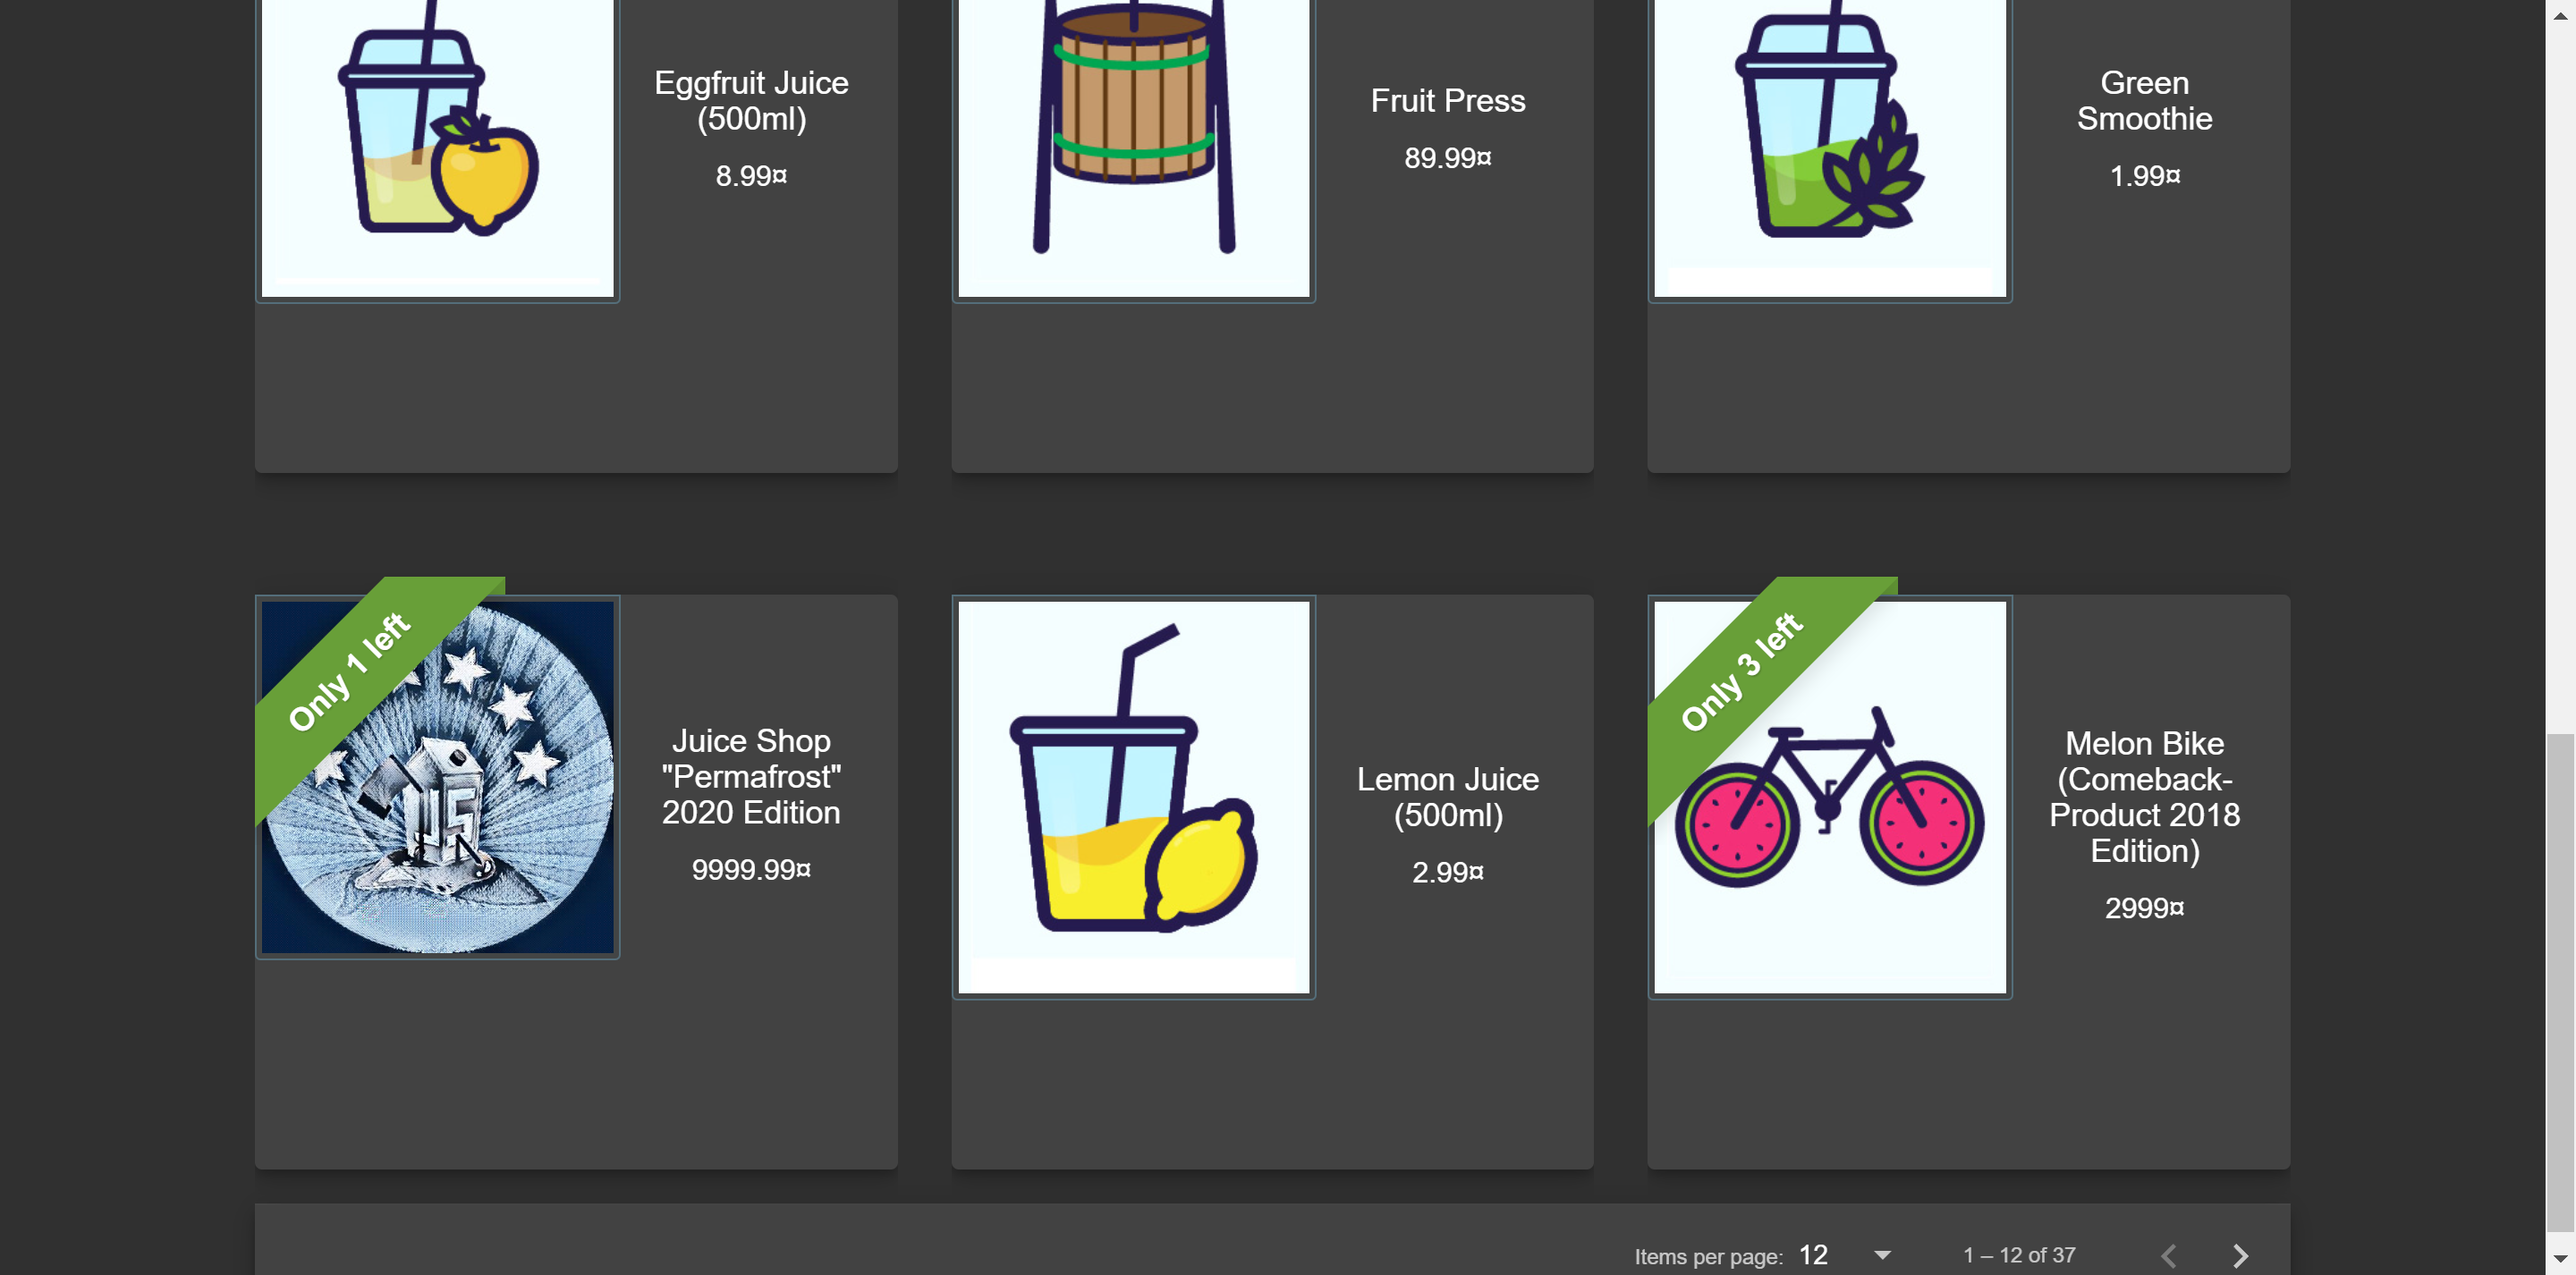 Eggfruit Juice
(500ml)
8.99¤
Fruit Press
89.99¤
Green
Smoothie
1.99¤
Only 1 left
JS
Juice Shop
"Permafrost"
2020 Edition
9999.99¤
Lemon Juice
(500ml)
2.99¤
Only 3 left
Melon Bike
(Comeback-
Product 2018
Edition)
2999¤
Items per page: 12
1 – 12 of 37